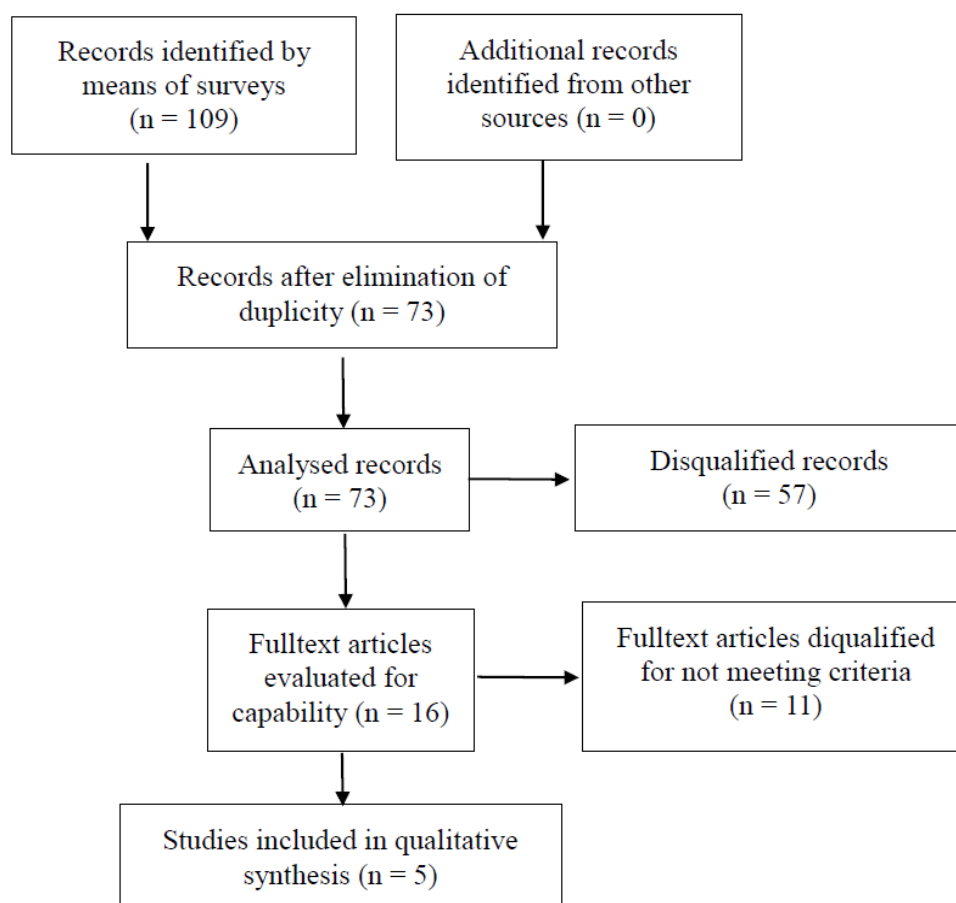 Records identified by
means of surveys
(n = 109)
Additional records
identified from other
sources (n = 0)
Records after elimination of
duplicity (n = 73)
Analysed records
(n = 73)
Disqualified records
(n = 57)
Fulltext articles
evaluated for
capability (n = 16)
Fulltext articles diqualified
for not meeting criteria
(n = 11)
Studies included in qualitative
synthesis (n = 5)